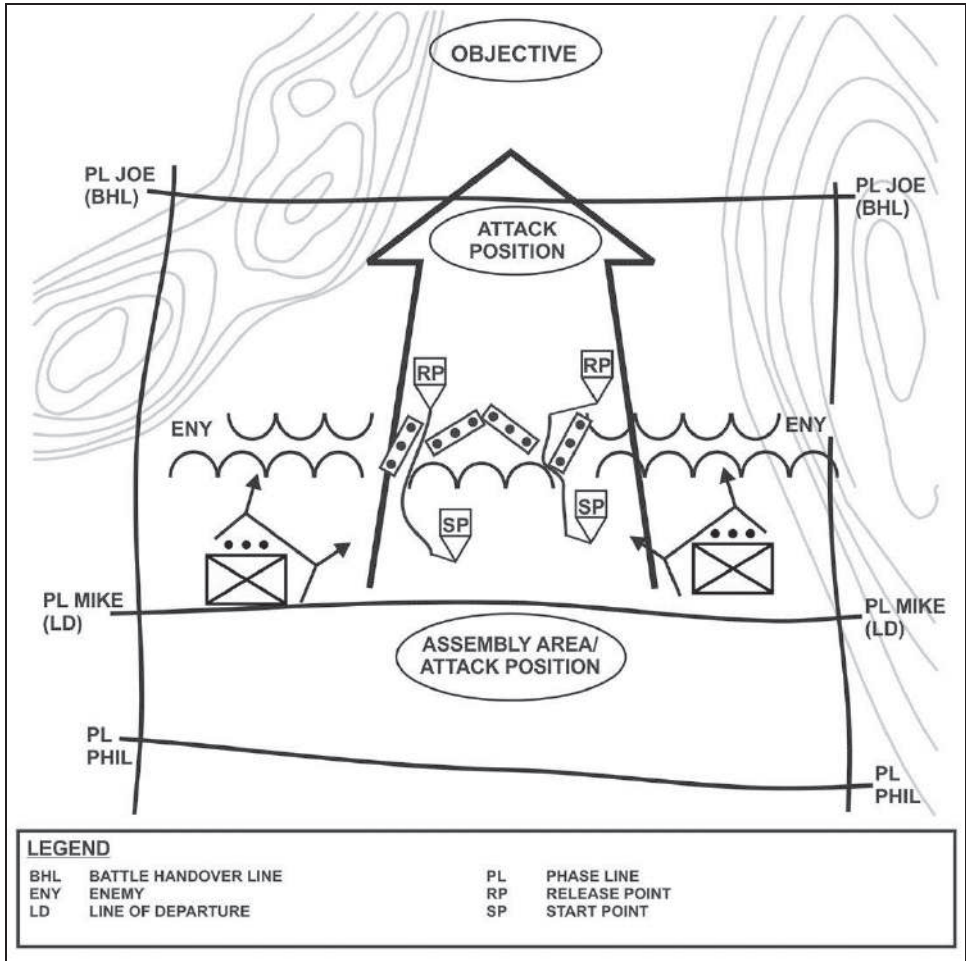 OBJECTIVE
PL JOE
(BHL)
PL JOE
(BHL)
ATTACK
POSITION
RP
RP
ENY
ENY
SP
SP
PL MIKE
(LD)
PL MIKE
(LD)
ASSEMBLY AREA/
ATTACK POSITION
PL
PHIL
PL
PHIL
LEGEND
BHL BATTLE HANDOVER LINE
ENY ENEMY
LD LINE OF DEPARTURE
PL PHASE LINE
RP RELEASE POINT
SP START POINT